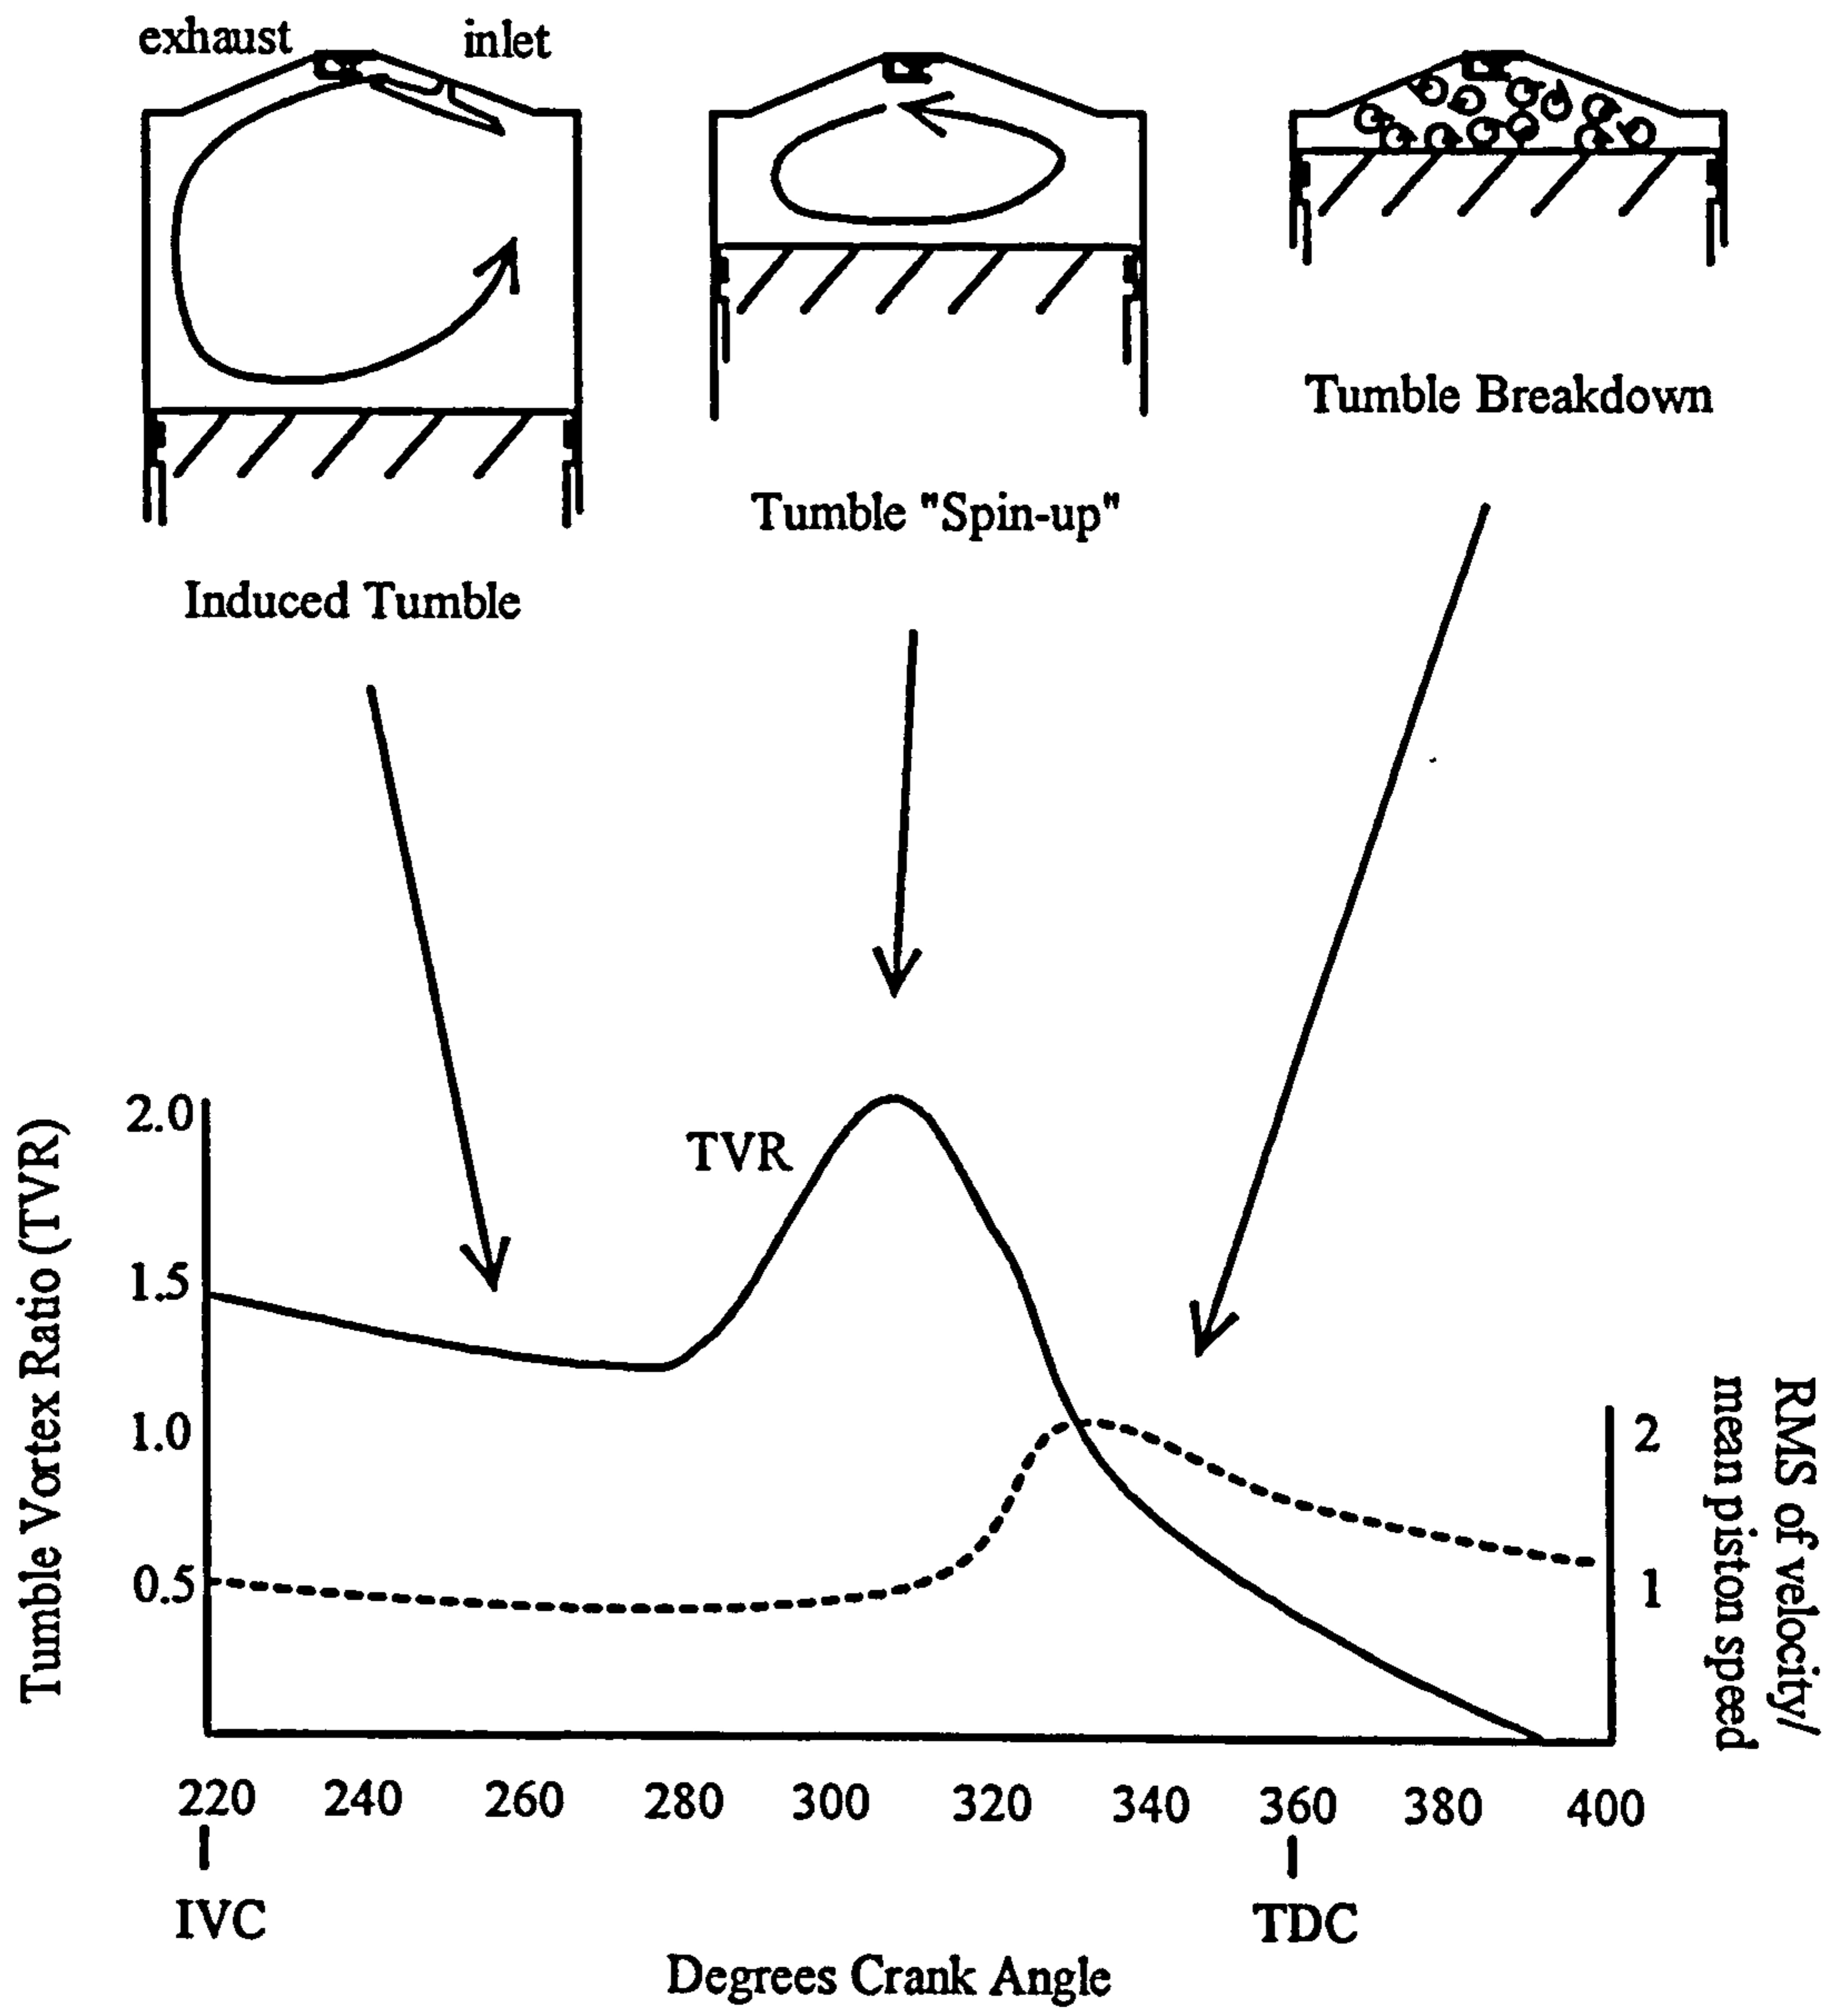 exhaust
inlet
Induced Tumble
Tumble "Spin-up"
Tumble Breakdown
Tumble Vortex Ratio (TVR)
2.0
1.5
1.0
0.5
TVR
2
1
RMS of velocity/
mean piston speed
220 240 260 280 300 320 340 360 380 400
IVC
TDC
Degrees Crank Angle